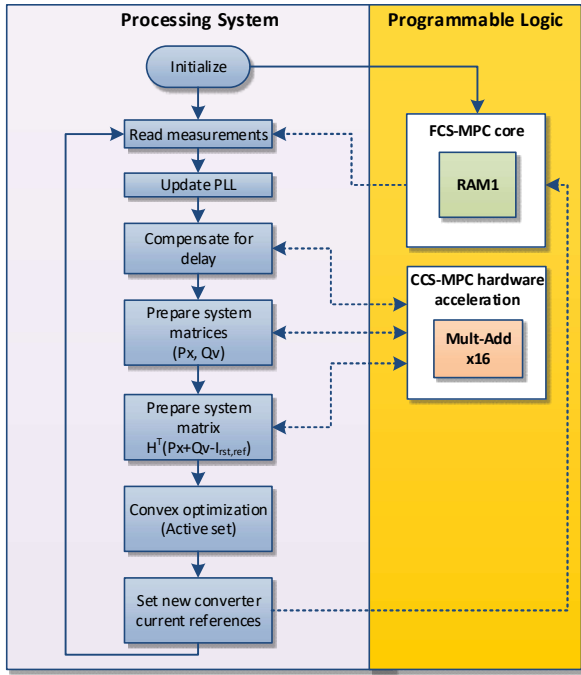 Processing System
Programmable Logic
Initialize
Read measurements
Update PLL
Compensate for
delay
Prepare system
matrices
(Px, Qv)
Prepare system
matrix
Hᵀ(Px+Qv-Irst,ref)
Convex optimization
(Active set)
Set new converter
current references
FCS-MPC core
RAM1
CCS-MPC hardware
acceleration
Mult-Add
x16